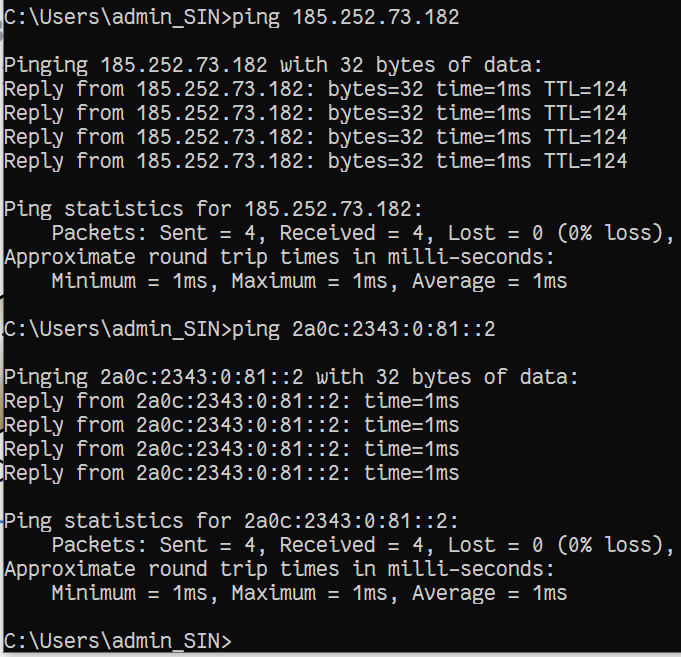 C:\Users\admin_SIN>ping 185.252.73.182
Pinging 185.252.73.182 with 32 bytes of data:
Reply from 185.252.73.182: bytes=32 time=1ms TTL=124
Reply from 185.252.73.182: bytes=32 time=1ms TTL=124
Reply from 185.252.73.182: bytes=32 time=1ms TTL=124
Reply from 185.252.73.182: bytes=32 time=1ms TTL=124
Ping statistics for 185.252.73.182:
    Packets: Sent = 4, Received = 4, Lost = 0 (0% loss),
Approximate round trip times in milli-seconds:
    Minimum = 1ms, Maximum = 1ms, Average = 1ms
C:\Users\admin_SIN>ping 2a0c:2343:0:81::2
Pinging 2a0c:2343:0:81::2 with 32 bytes of data:
Reply from 2a0c:2343:0:81::2: time=1ms
Reply from 2a0c:2343:0:81::2: time=1ms
Reply from 2a0c:2343:0:81::2: time=1ms
Reply from 2a0c:2343:0:81::2: time=1ms
Ping statistics for 2a0c:2343:0:81::2:
    Packets: Sent = 4, Received = 4, Lost = 0 (0% loss),
Approximate round trip times in milli-seconds:
    Minimum = 1ms, Maximum = 1ms, Average = 1ms
C:\Users\admin_SIN>